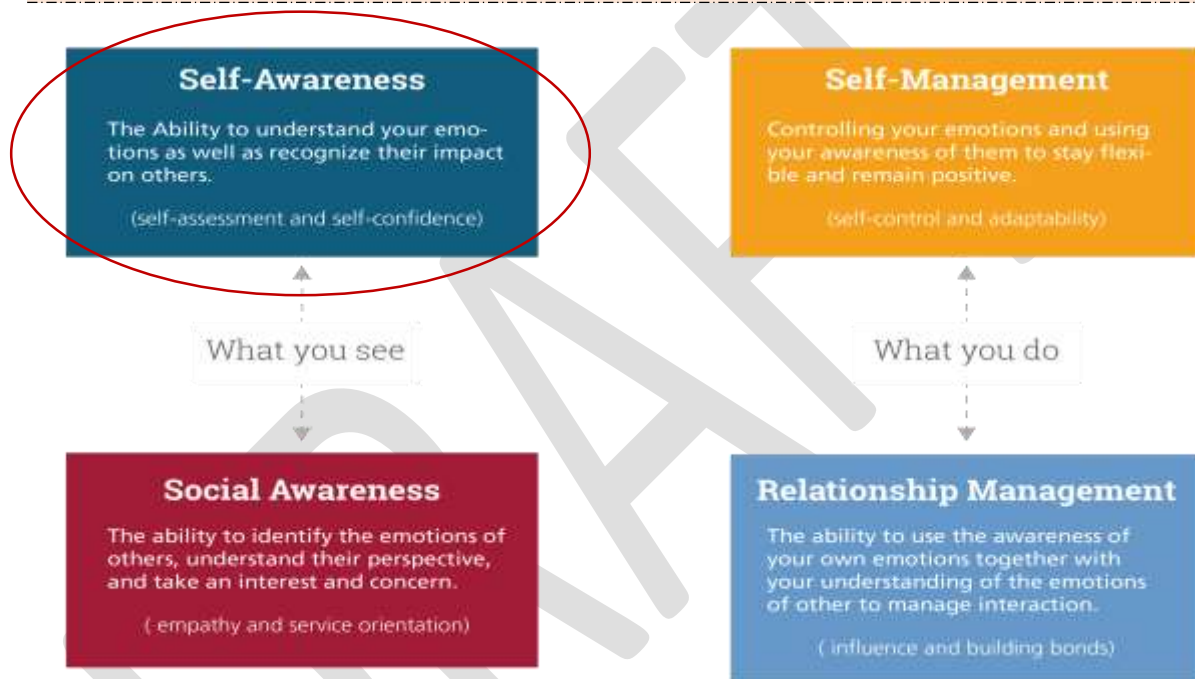 Self-Awareness
The Ability to understand your emo-
tions as well as recognize their impact
on others.
(self-assessment and self-confidence)
Self-Management
Controlling your emotions and using
your awareness of them to stay flexi-
ble and remain positive.
(self-control and adaptability)
What you see
What you do
Social Awareness
The ability to identify the emotions of
others, understand their perspective,
and take an interest and concern.
( empathy and service orientation)
Relationship Management
The ability to use the awareness of
your own emotions together with
your understanding of the emotions
of other to manage interaction.
( influence and building bonds)
DRAFT